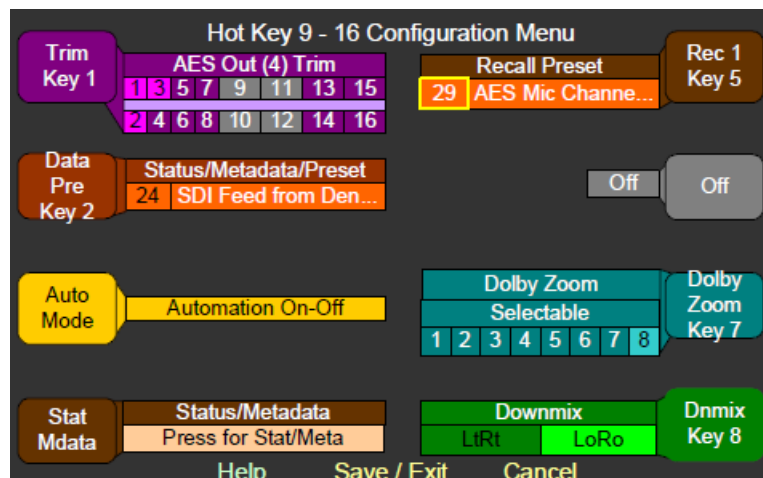 Hot Key 9 - 16 Configuration Menu
Trim
Key 1
AES Out (4) Trim
1 3 5 7 9 11 13 15
2 4 6 8 10 12 14 16
Recall Preset
29 AES Mic Channe...
Rec 1
Key 5
Data
Pre
Key 2
Status/Metadata/Preset
24 SDI Feed from Den...
Off
Off
Auto
Mode
Automation On-Off
Dolby Zoom
Selectable
1 2 3 4 5 6 7 8
Dolby
Zoom
Key 7
Stat
Mdata
Status/Metadata
Press for Stat/Meta
Downmix
LtRt LoRo
Dnmix
Key 8
Help Save / Exit Cancel